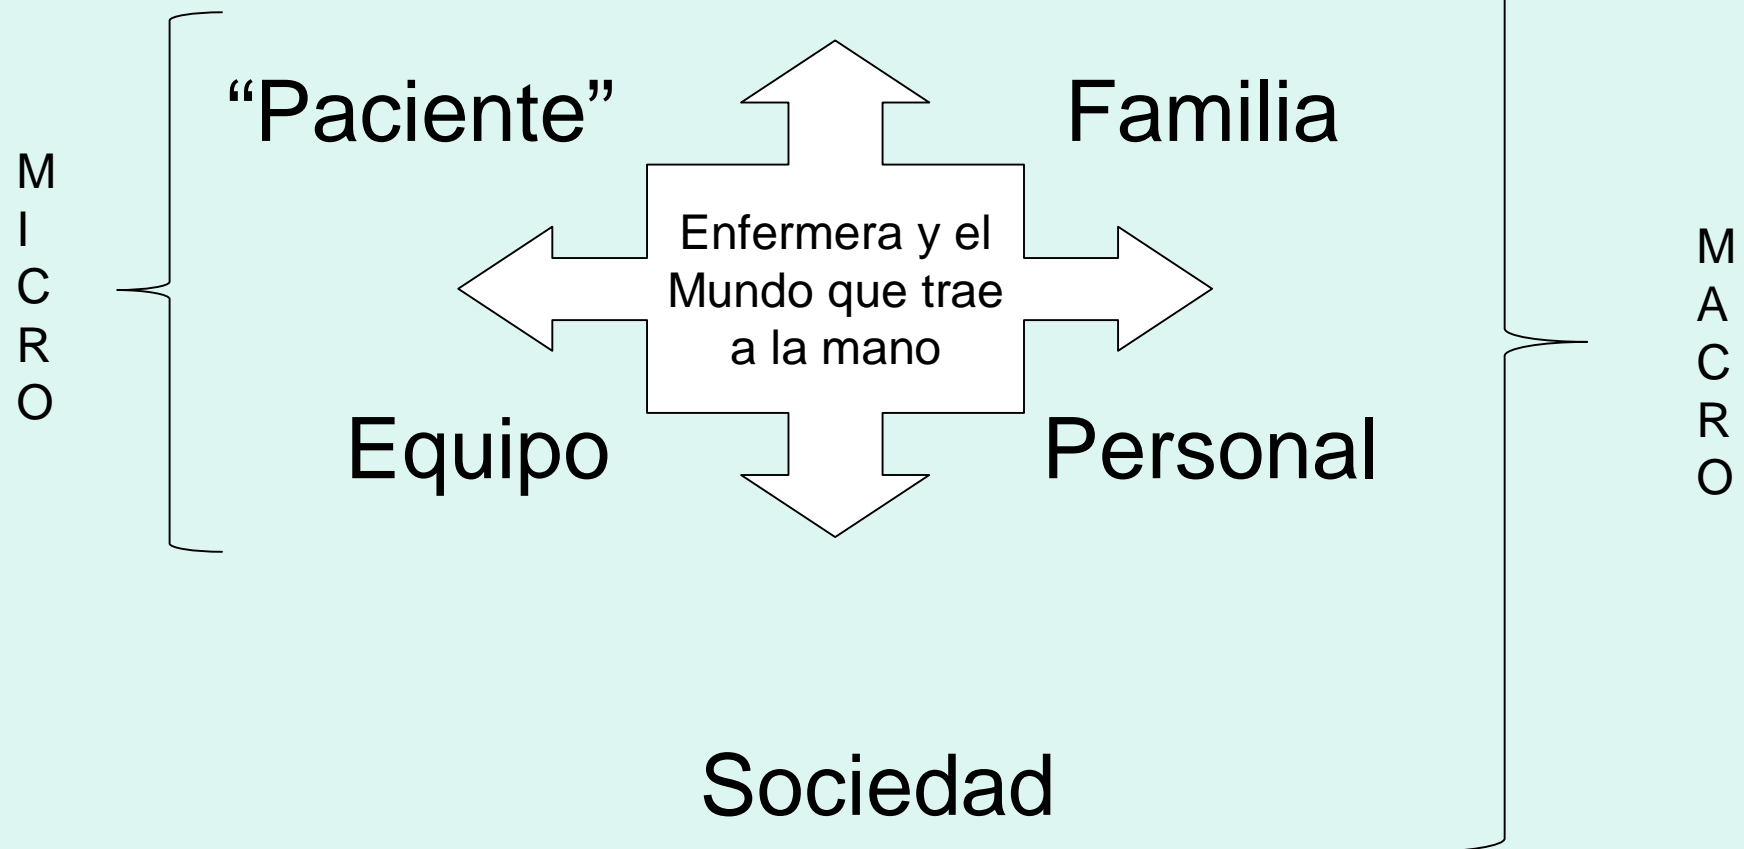 M
I
C
R
O
“Paciente”
Familia
Enfermera y el
Mundo que trae
a la mano
Equipo
Personal
Sociedad
M
A
C
R
O